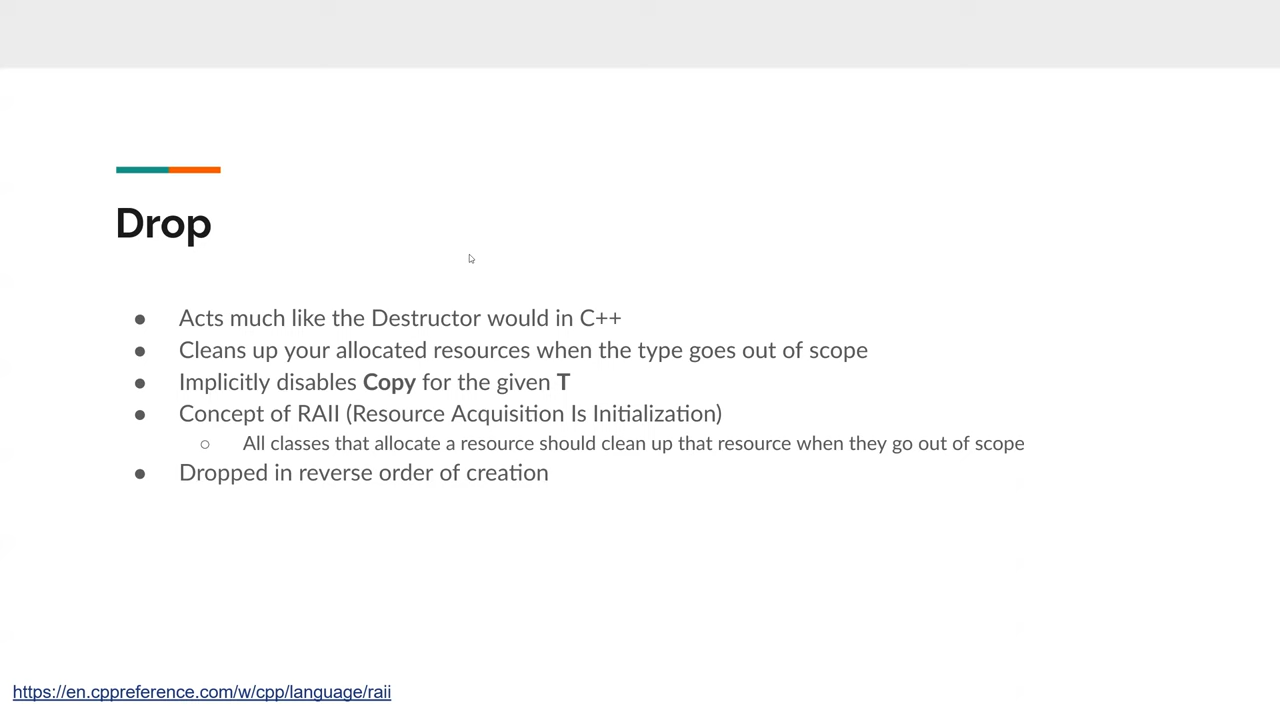 Drop
● Acts much like the Destructor would in C++
● Cleans up your allocated resources when the type goes out of scope
● Implicitly disables Copy for the given T
● Concept of RAII (Resource Acquisition Is Initialization)
○ All classes that allocate a resource should clean up that resource when they go out of scope
● Dropped in reverse order of creation
https://en.cppreference.com/w/cpp/language/raii